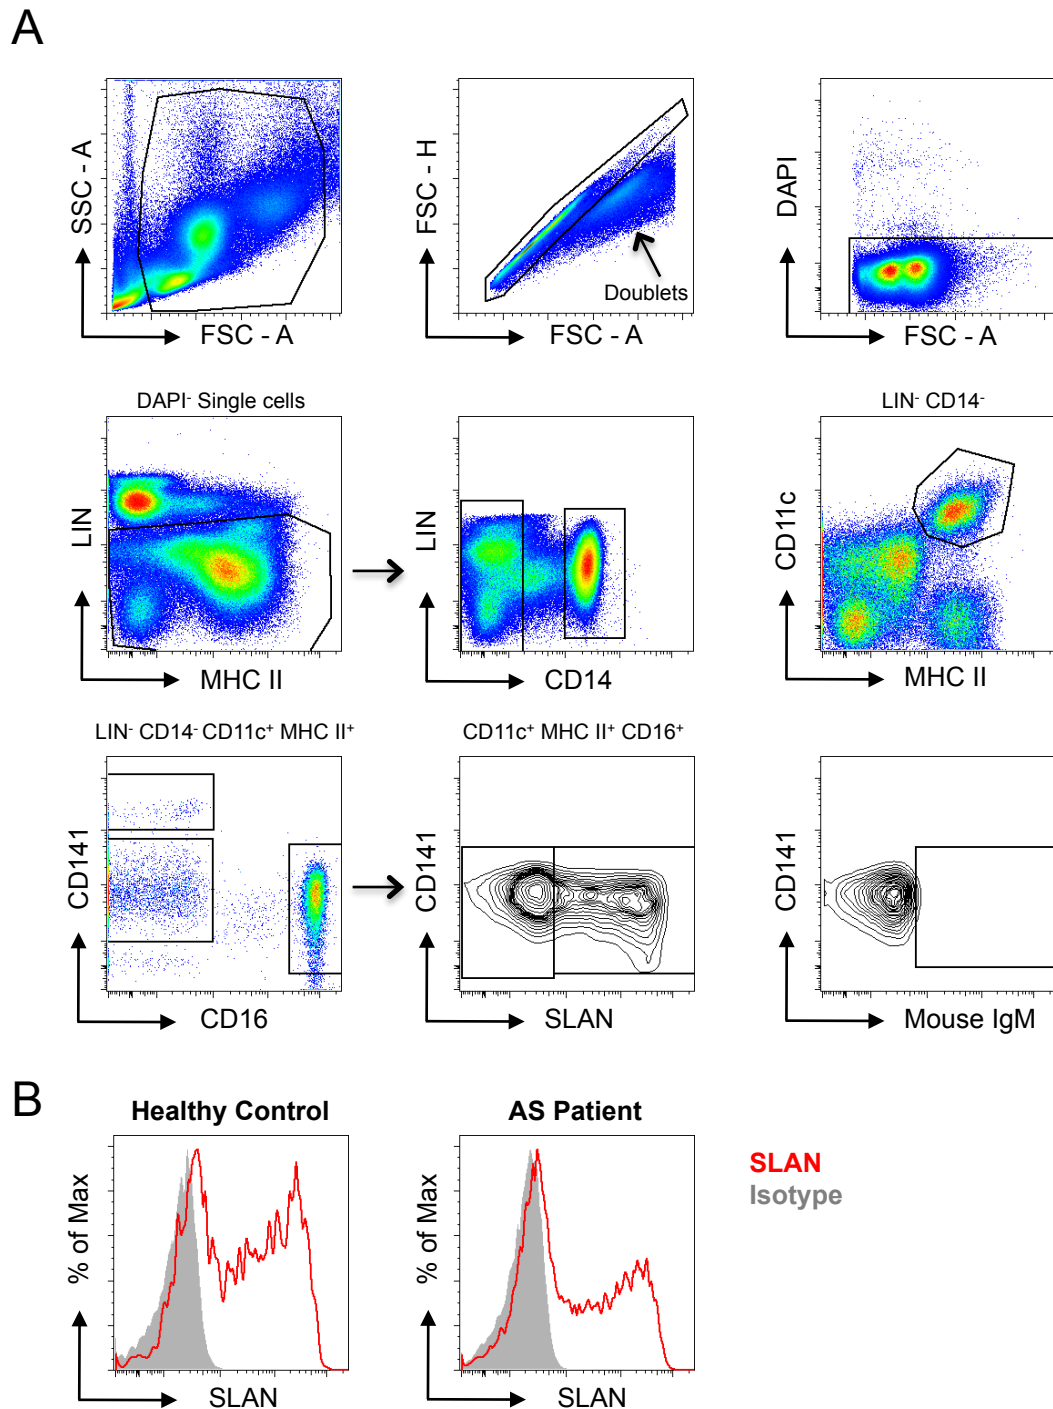 A
SSC - A
FSC - A
FSC - H
Doublets
FSC - A
DAPI
FSC - A
DAPI⁻ Single cells
LIN
MHC II
LIN
CD14
LIN⁻ CD14⁻
CD11c
MHC II
LIN⁻ CD14⁻ CD11c⁺ MHC II⁺
CD141
CD16
CD11c⁺ MHC II⁺ CD16⁺
CD141
SLAN
CD141
Mouse IgM
B
Healthy Control
% of Max
SLAN
AS Patient
% of Max
SLAN
SLAN
Isotype